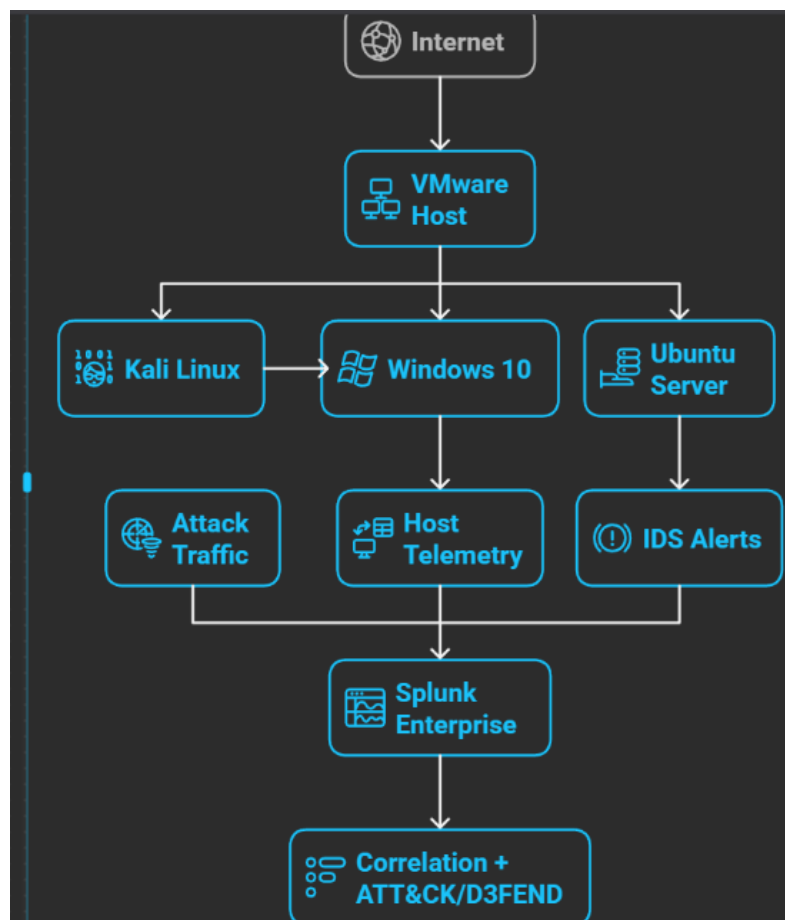 Internet
VMware
Host
Kali Linux
Windows 10
Ubuntu
Server
Attack
Traffic
Host
Telemetry
IDS Alerts
Splunk
Enterprise
Correlation +
ATT&CK/D3FEND